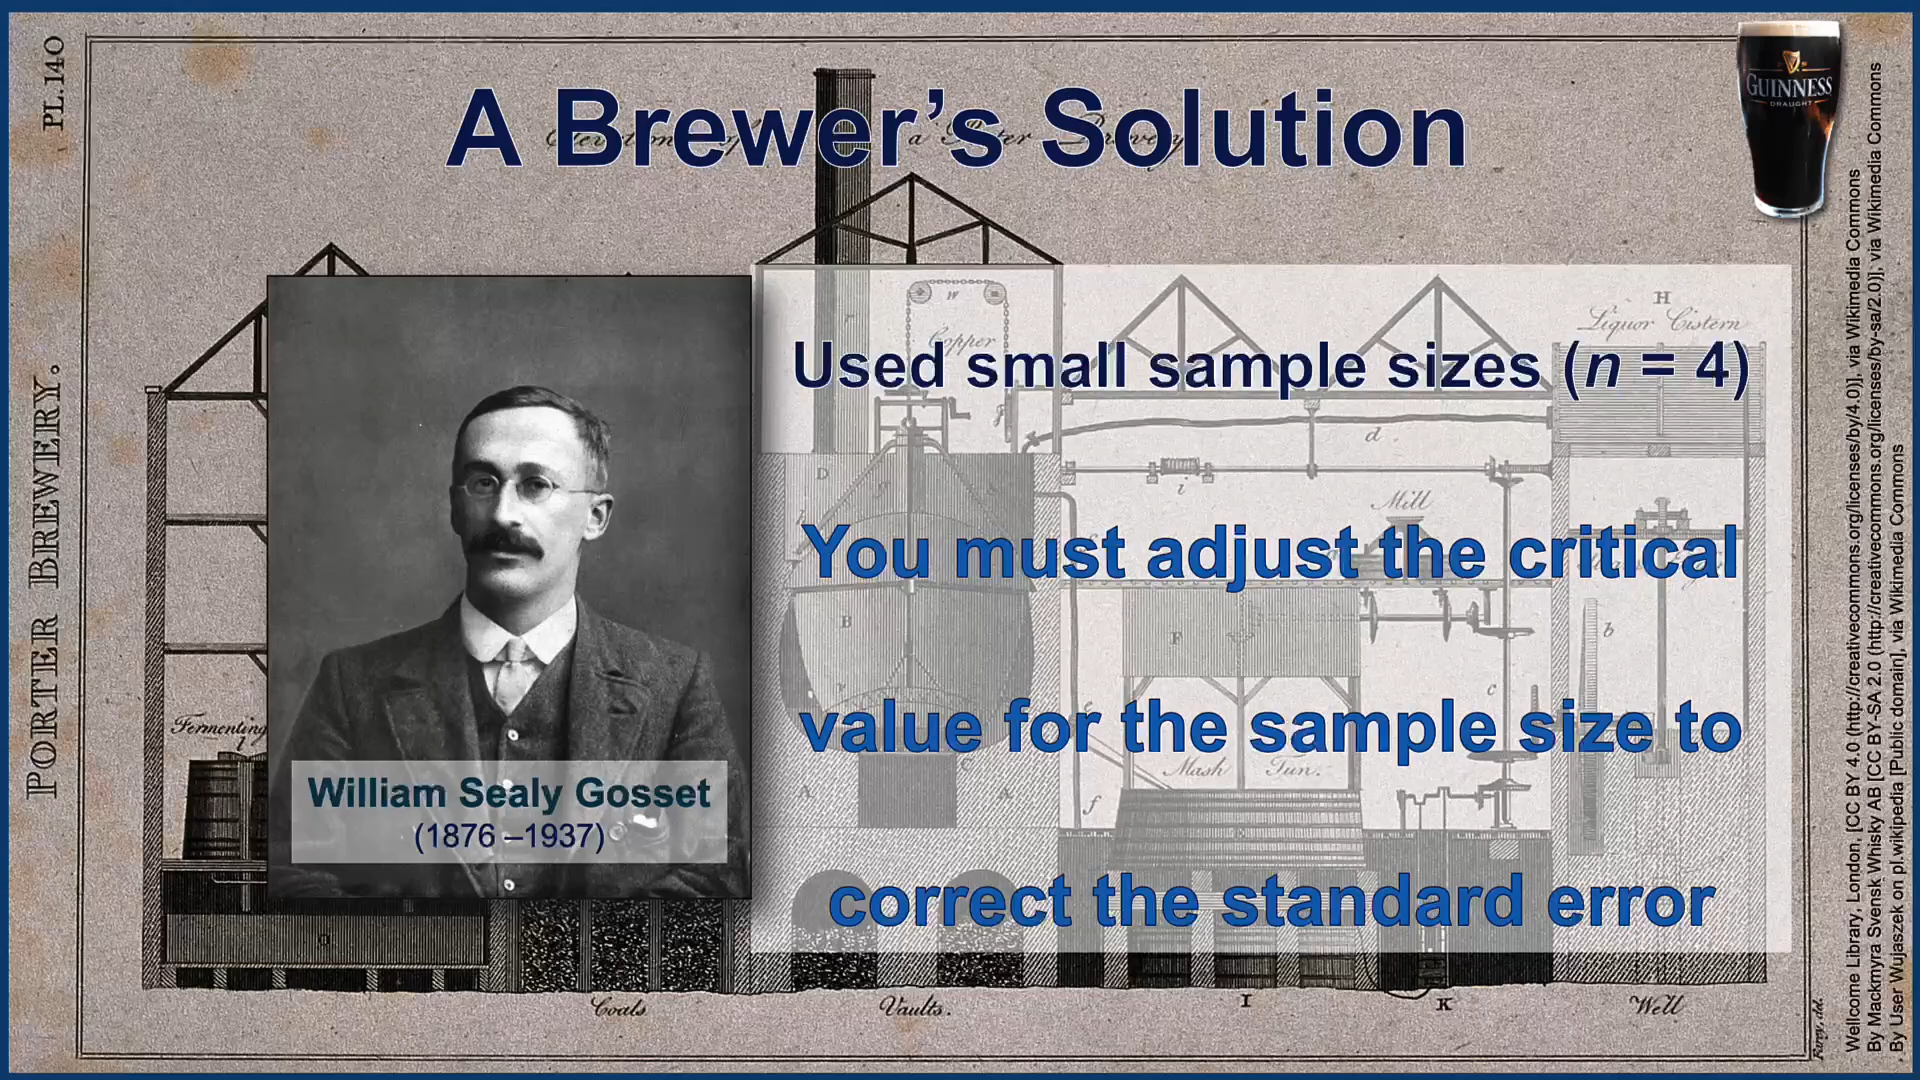 PL.140
PORTER BREWERY.
A Brewer’s Solution
GUINNESS
DRAUGHT
Used small sample sizes (n = 4)
You must adjust the critical
value for the sample size to
correct the standard error
William Sealy Gosset
(1876 –1937)
a Porter Brewery
H
Liquor Cistern
W
Copper
r
d
D
g
i
Mill
B
F
b
c
e
Fermenting
Mash Tun.
A
A
f
Coals
Vaults.
I
K
Well
Farey, del.
Wellcome Library, London, [CC BY 4.0 (http://creativecommons.org/licenses/by/4.0)], via Wikimedia Commons
By Mackmyra Svensk Whisky AB [CC BY-SA 2.0 (http://creativecommons.org/licenses/by-sa/2.0)], via Wikimedia Commons
By User Wujaszek on pl.wikipedia [Public domain], via Wikimedia Commons